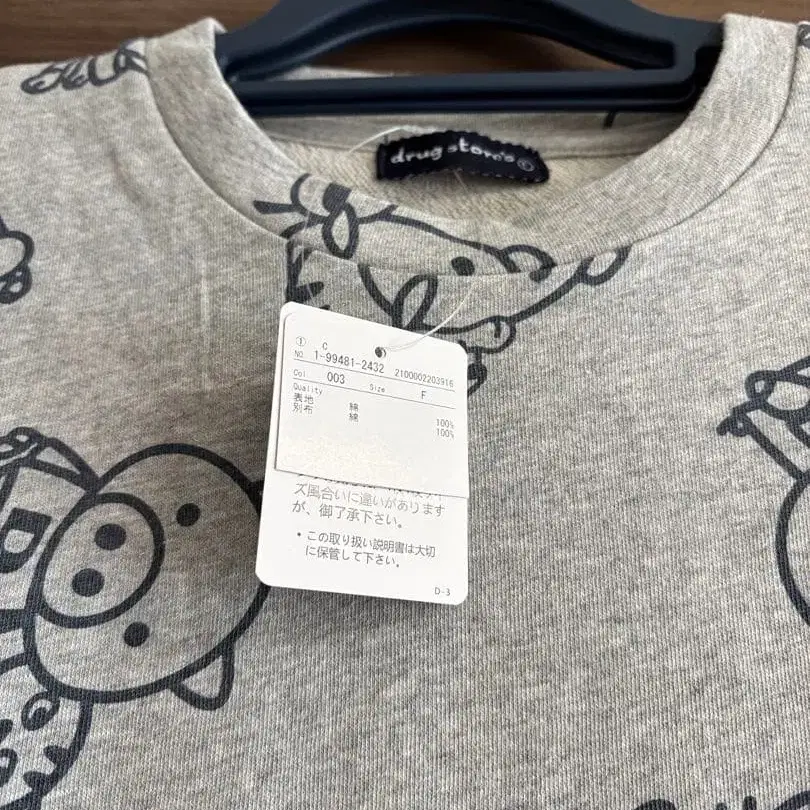 drug store's ①
① C
NO. 1-99481-2432 2100002203916
Col. 003 Size F
Quality
表地 綿 100%
別布 綿 100%
ズ風合いに違いがあります
が、御了承下さい。
• この取り扱い説明書は大切
に保管して下さい。
D-3